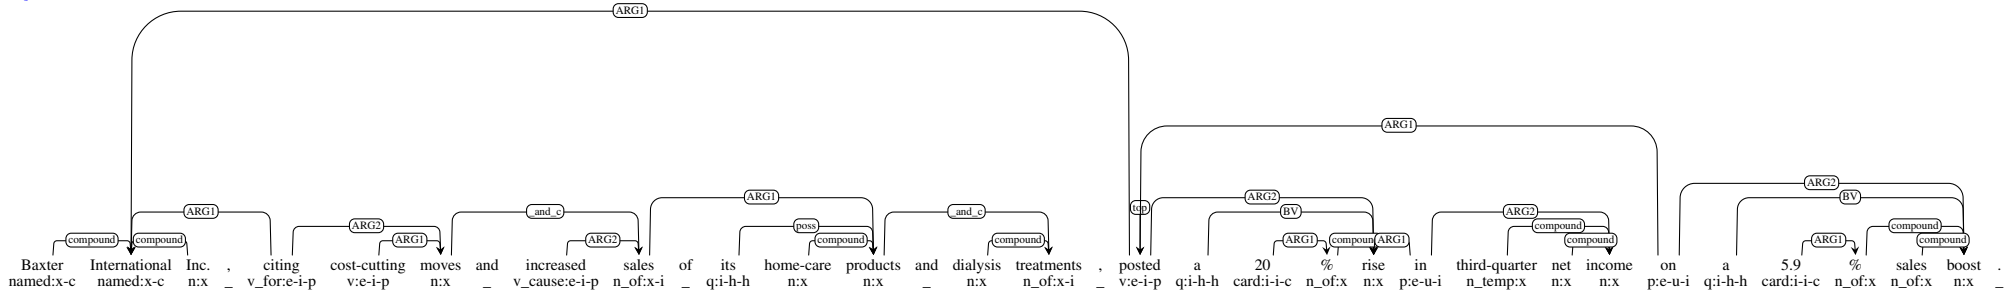 ARG1
ARG1
ARG2
ARG1 ARG2 BV
ARG1 _and_c _and_c top BV ARG2
ARG2 poss compound compound
compound compound ARG1 ARG2 compound compound ARG1 compound ARG1 compound ARG1 compound
Baxter International Inc. , citing cost-cutting moves and increased sales of its home-care products and dialysis treatments , posted a 20 % rise in third-quarter net income on a 5.9 % sales boost .
named:x-c named:x-c n:x _ v_for:e-i-p v:e-i-p n:x _ v_cause:e-i-p n_of:x-i _ q:i-h-h n:x n:x _ n:x n_of:x-i _ v:e-i-p q:i-h-h card:i-i-c n_of:x n:x p:e-u-i n_temp:x n:x n:x p:e-u-i q:i-h-h card:i-i-c n_of:x n_of:x n:x _